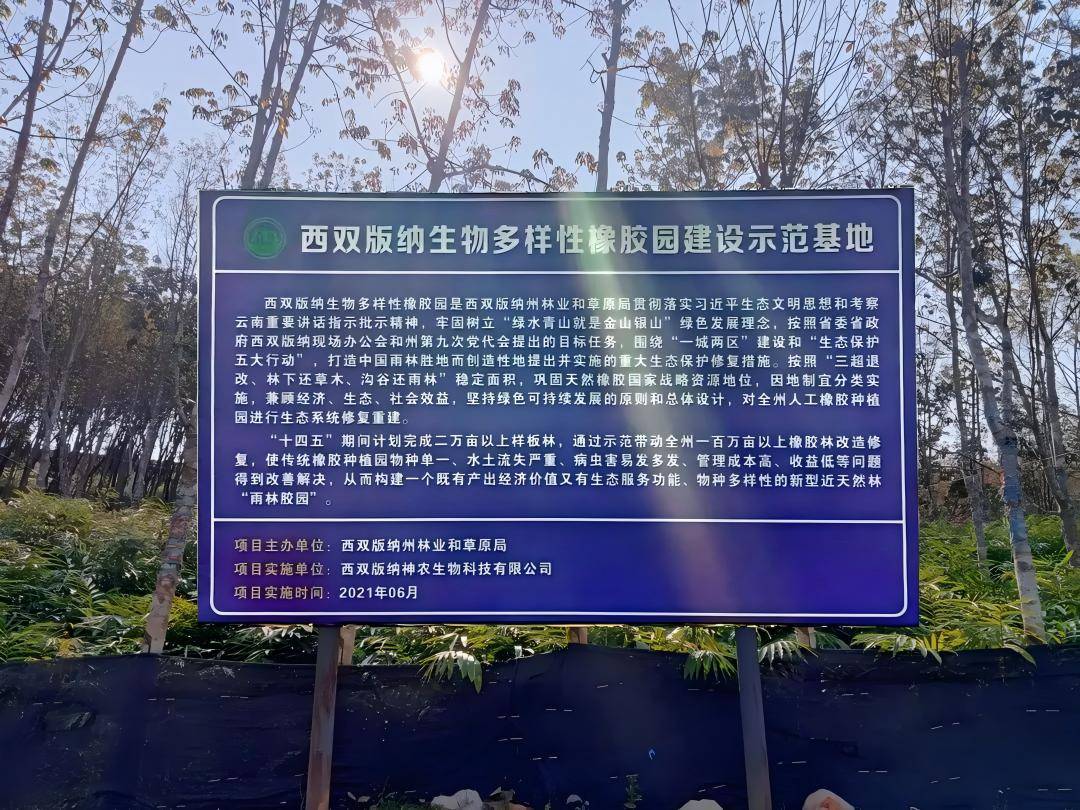 西双版纳生物多样性橡胶园建设示范基地
西双版纳生物多样性橡胶园是西双版纳州林业和草原局贯彻落实习近平生态文明思想和考察
云南重要讲话指示批示精神，牢固树立“绿水青山就是金山银山”绿色发展理念，按照省委省政
府西双版纳现场办公会和州第九次党代会提出的目标任务，围绕“一城两区”建设和“生态保护
五大行动”，打造中国雨林胜地而创造性地提出并实施的重大生态保护修复措施。按照“三超退
改、林下还草木、沟谷还雨林”稳定面积，巩固天然橡胶国家战略资源地位，因地制宜分类实
施，兼顾经济、生态、社会效益，坚持绿色可持续发展的原则和总体设计，对全州人工橡胶种植
园进行生态系统修复重建。
“十四五”期间计划完成二万亩以上样板林，通过示范带动全州一百万亩以上橡胶林改造修
复，使传统橡胶种植园物种单一、水土流失严重、病虫害易发多发、管理成本高、收益低等问题
得到改善解决，从而构建一个既有产出经济价值又有生态服务功能、物种多样性的新型近天然林
“雨林胶园”。
项目主办单位：西双版纳州林业和草原局
项目实施单位：西双版纳神农生物科技有限公司
项目实施时间：2021年06月